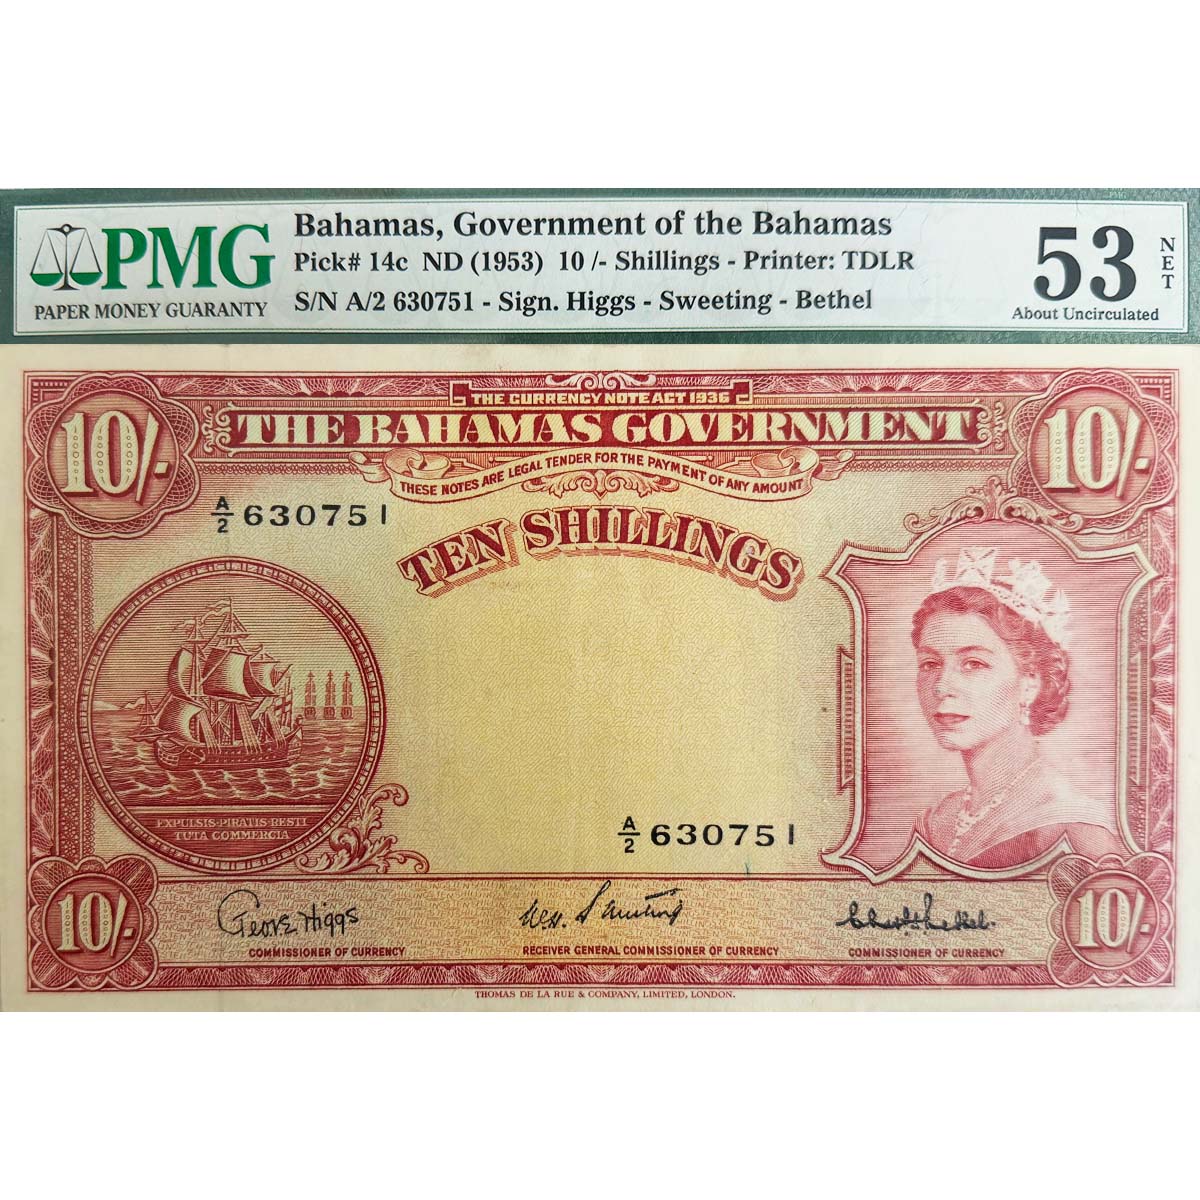 PMG
PAPER MONEY GUARANTY
Bahamas, Government of the Bahamas
Pick# 14c ND (1953) 10 /- Shillings - Printer: TDLR
S/N A/2 630751 - Sign. Higgs - Sweeting - Bethel
53
NET
About Uncirculated
THE CURRENCY NOTE ACT 1936
10/- THE BAHAMAS GOVERNMENT 10/-
THESE NOTES ARE LEGAL TENDER FOR THE PAYMENT OF ANY AMOUNT
A/2 630751
TEN SHILLINGS
EXPULSIS·PIRATIS·RESTI
TUTA COMMERCIA
A/2 630751
10/- George Higgs 10/-
COMMISSIONER OF CURRENCY RECEIVER GENERAL COMMISSIONER OF CURRENCY COMMISSIONER OF CURRENCY
THOMAS DE LA RUE & COMPANY, LIMITED, LONDON.